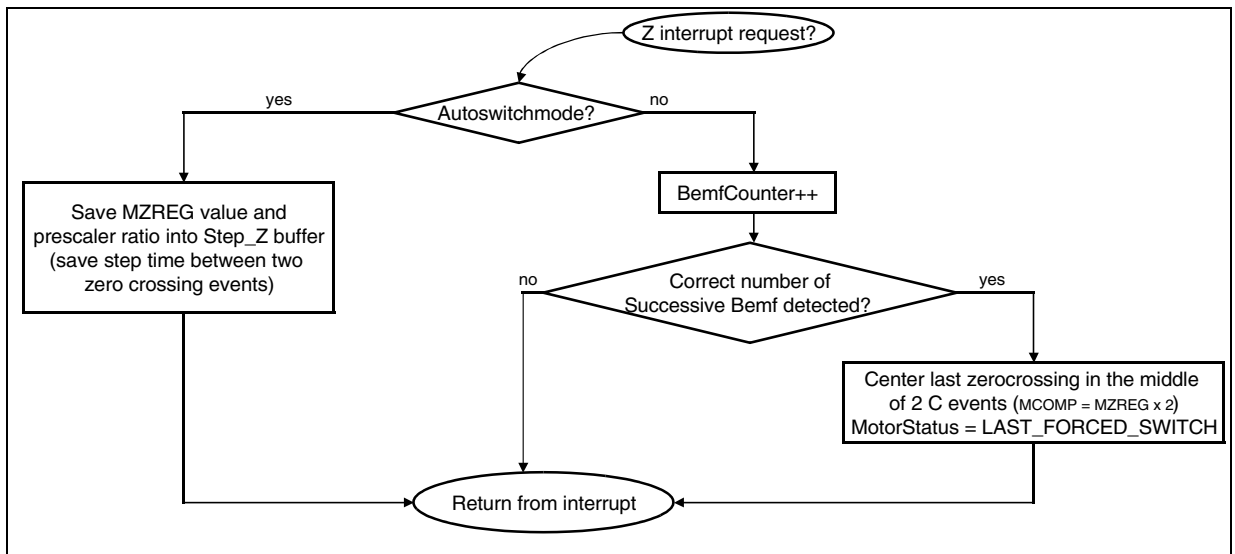 Z interrupt request?
yes
Autoswitchmode?
no
BemfCounter++
Save MZREG value and
prescaler ratio into Step_Z buffer
(save step time between two
zero crossing events)
no
Correct number of
Successive Bemf detected?
yes
Center last zerocrossing in the middle
of 2 C events (MCOMP = MZREG x 2)
MotorStatus = LAST_FORCED_SWITCH
Return from interrupt